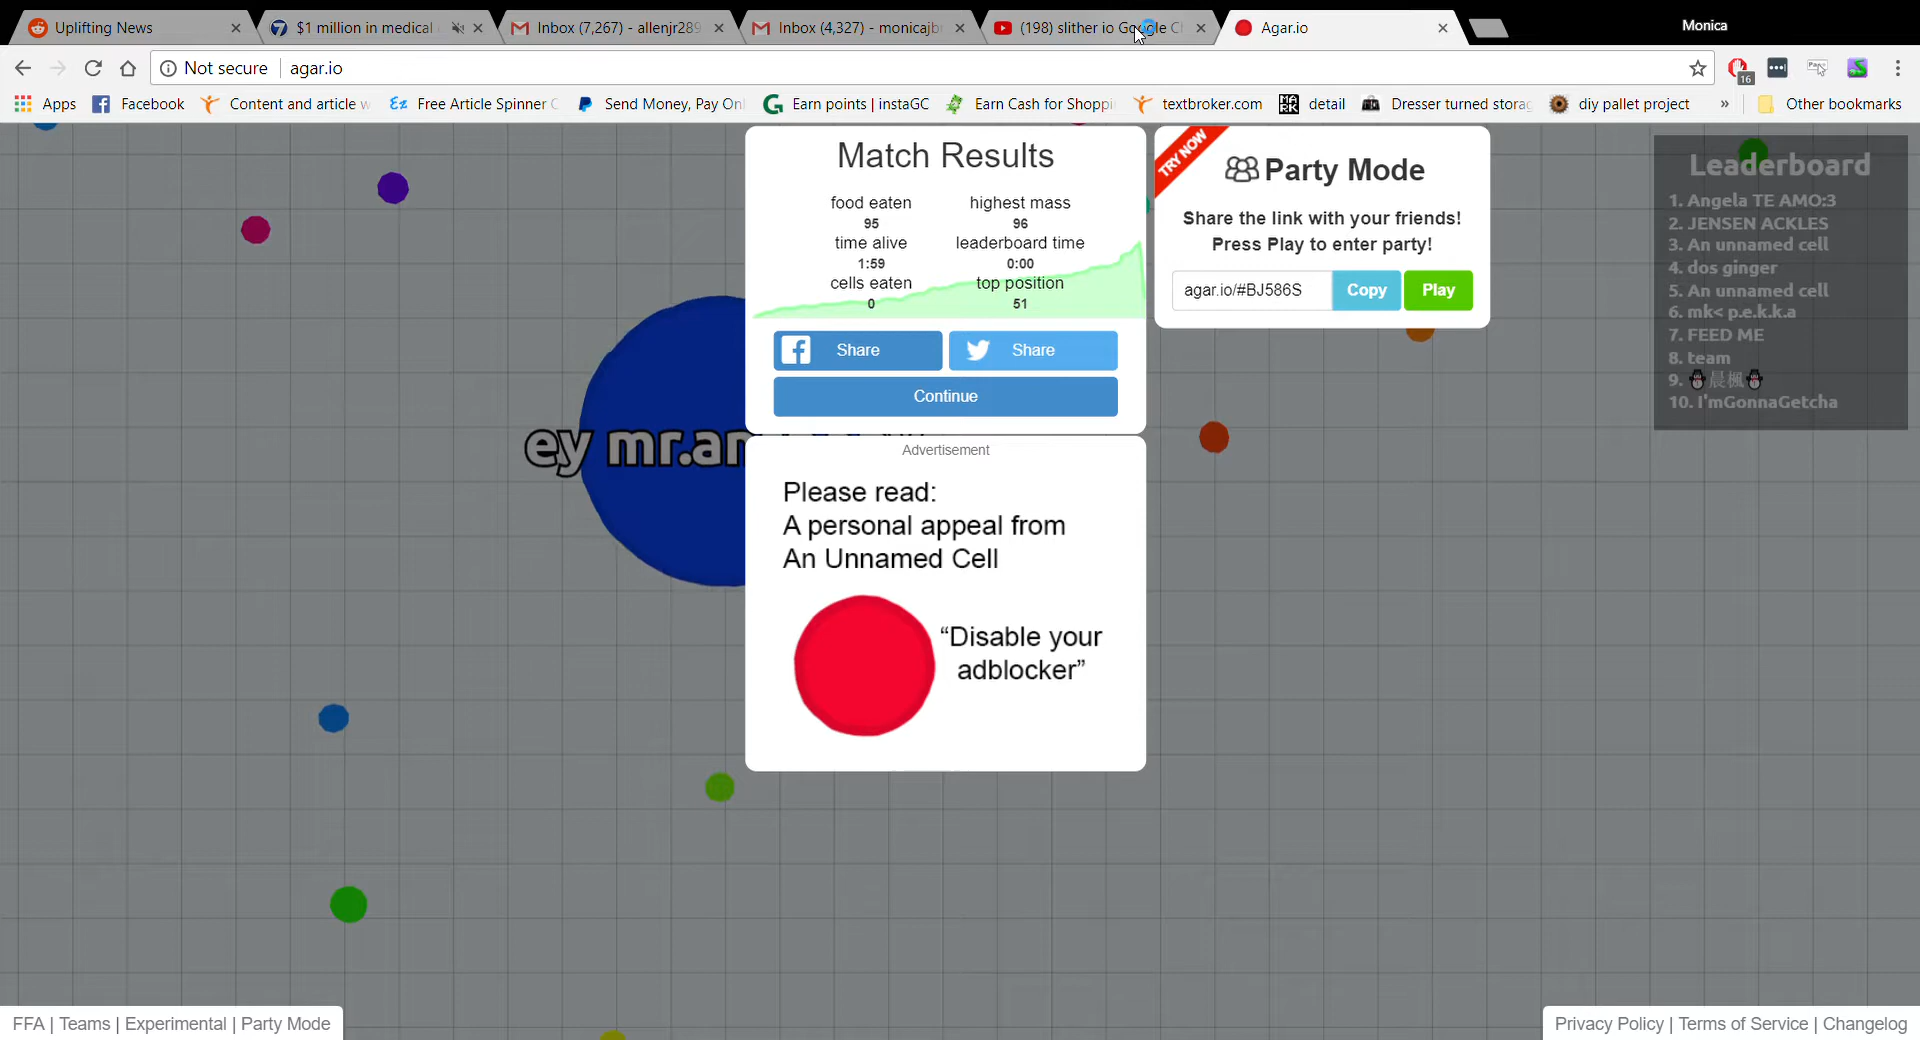 Uplifting News
$1 million in medical
Inbox (7,267) - allenjr289
Inbox (4,327) - monicajb
(198) slither io Google Cl
Agar.io
Monica
Not secure
agar.io
16
Apps
Facebook
Content and article w
Free Article Spinner C
Send Money, Pay Onl
Earn points | instaGC
Earn Cash for Shoppi
textbroker.com
detail
Dresser turned storag
diy pallet project
»
Other bookmarks
Match Results
food eaten
95
highest mass
96
time alive
1:59
leaderboard time
0:00
cells eaten
0
top position
51
Share
Share
Continue
TRY NOW
Party Mode
Share the link with your friends!
Press Play to enter party!
agar.io/#BJ586S
Copy
Play
Leaderboard
1. Angela TE AMO:3
2. JENSEN ACKLES
3. An unnamed cell
4. dos ginger
5. An unnamed cell
6. mk< p.e.k.k.a
7. FEED ME
8. team
9. ⛄晨楓⛄
10. I'mGonnaGetcha
ey mr.an
Advertisement
Please read:
A personal appeal from
An Unnamed Cell
“Disable your
adblocker”
FFA | Teams | Experimental | Party Mode
Privacy Policy | Terms of Service | Changelog